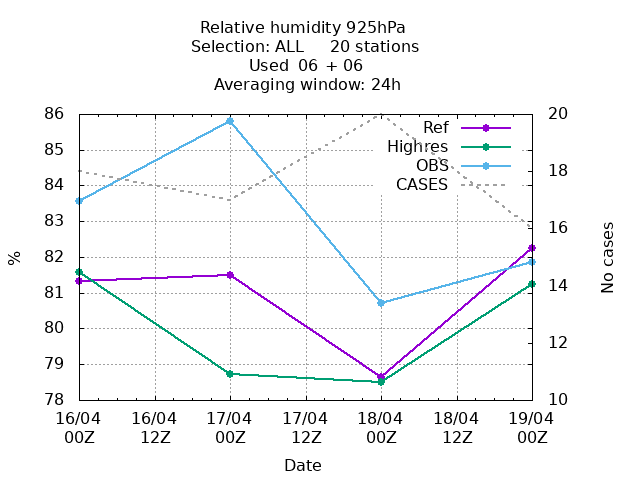 Relative humidity 925hPa
Selection: ALL 20 stations
Used 06 + 06
Averaging window: 24h
86
85
84
83
82
81
80
79
78
%
20
18
16
14
12
10
No cases
Ref
Highres
OBS
CASES
16/04 16/04 17/04 17/04 18/04 18/04 19/04
00Z 12Z 00Z 12Z 00Z 12Z 00Z
Date